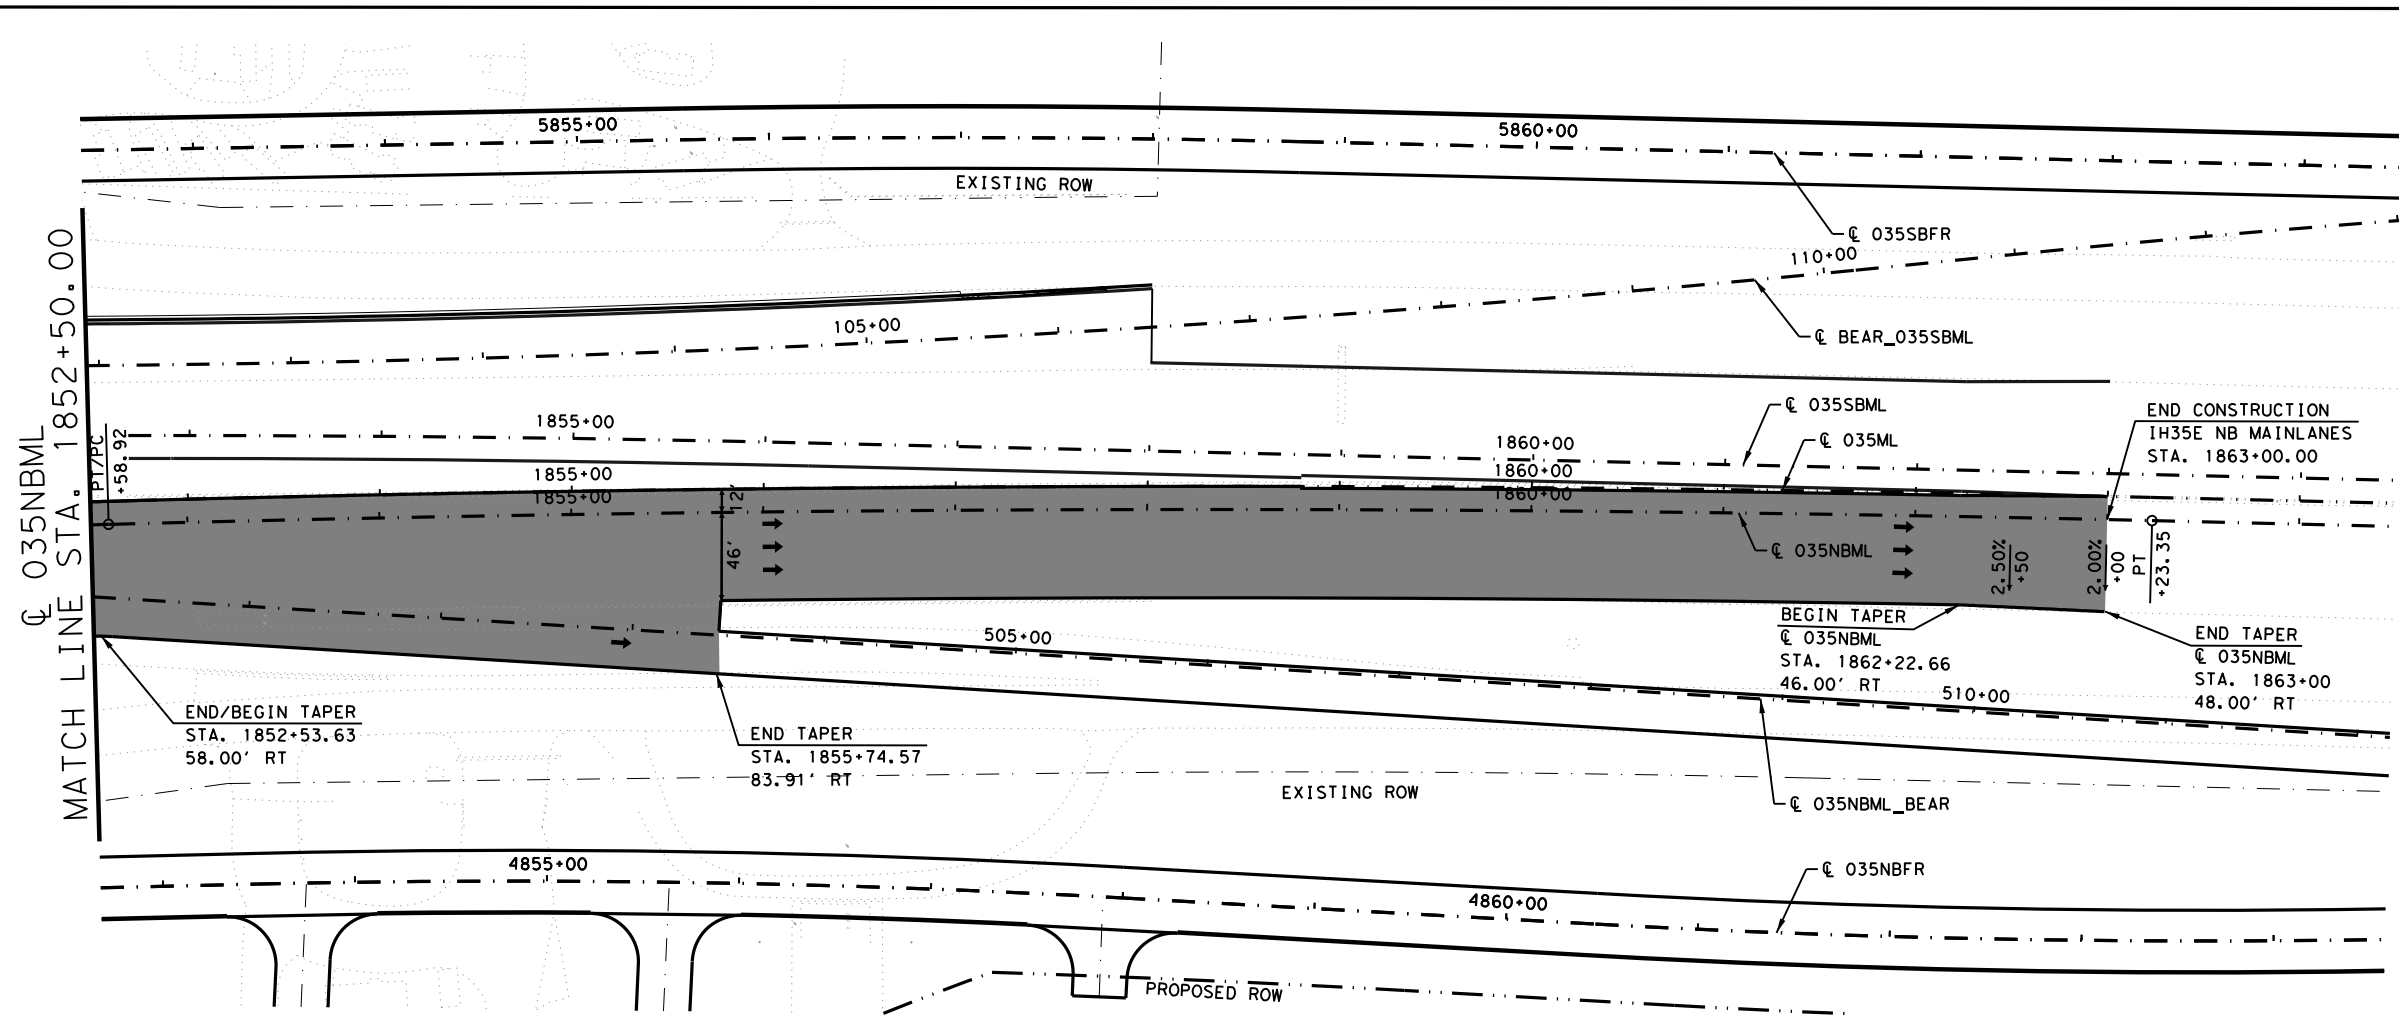 5855+00
5860+00
EXISTING ROW
℄ 035SBFR
110+00
105+00
℄ BEAR_035SBML
℄ 035NBML
MATCH LINE STA. 1852+50.00
PT/PC
+58.92
1855+00
1860+00
℄ 035SBML
℄ 035ML
END CONSTRUCTION
IH35E NB MAINLANES
STA. 1863+00.00
1855+00
1860+00
1855+00
1860+00
12'
46'
℄ 035NBML
2.50%
+50
2.00%
+00
PT
+23.35
BEGIN TAPER
℄ 035NBML
STA. 1862+22.66
46.00' RT
END TAPER
℄ 035NBML
STA. 1863+00
48.00' RT
505+00
510+00
END/BEGIN TAPER
STA. 1852+53.63
58.00' RT
END TAPER
STA. 1855+74.57
83.91' RT
EXISTING ROW
℄ 035NBML_BEAR
4855+00
4860+00
℄ 035NBFR
PROPOSED ROW